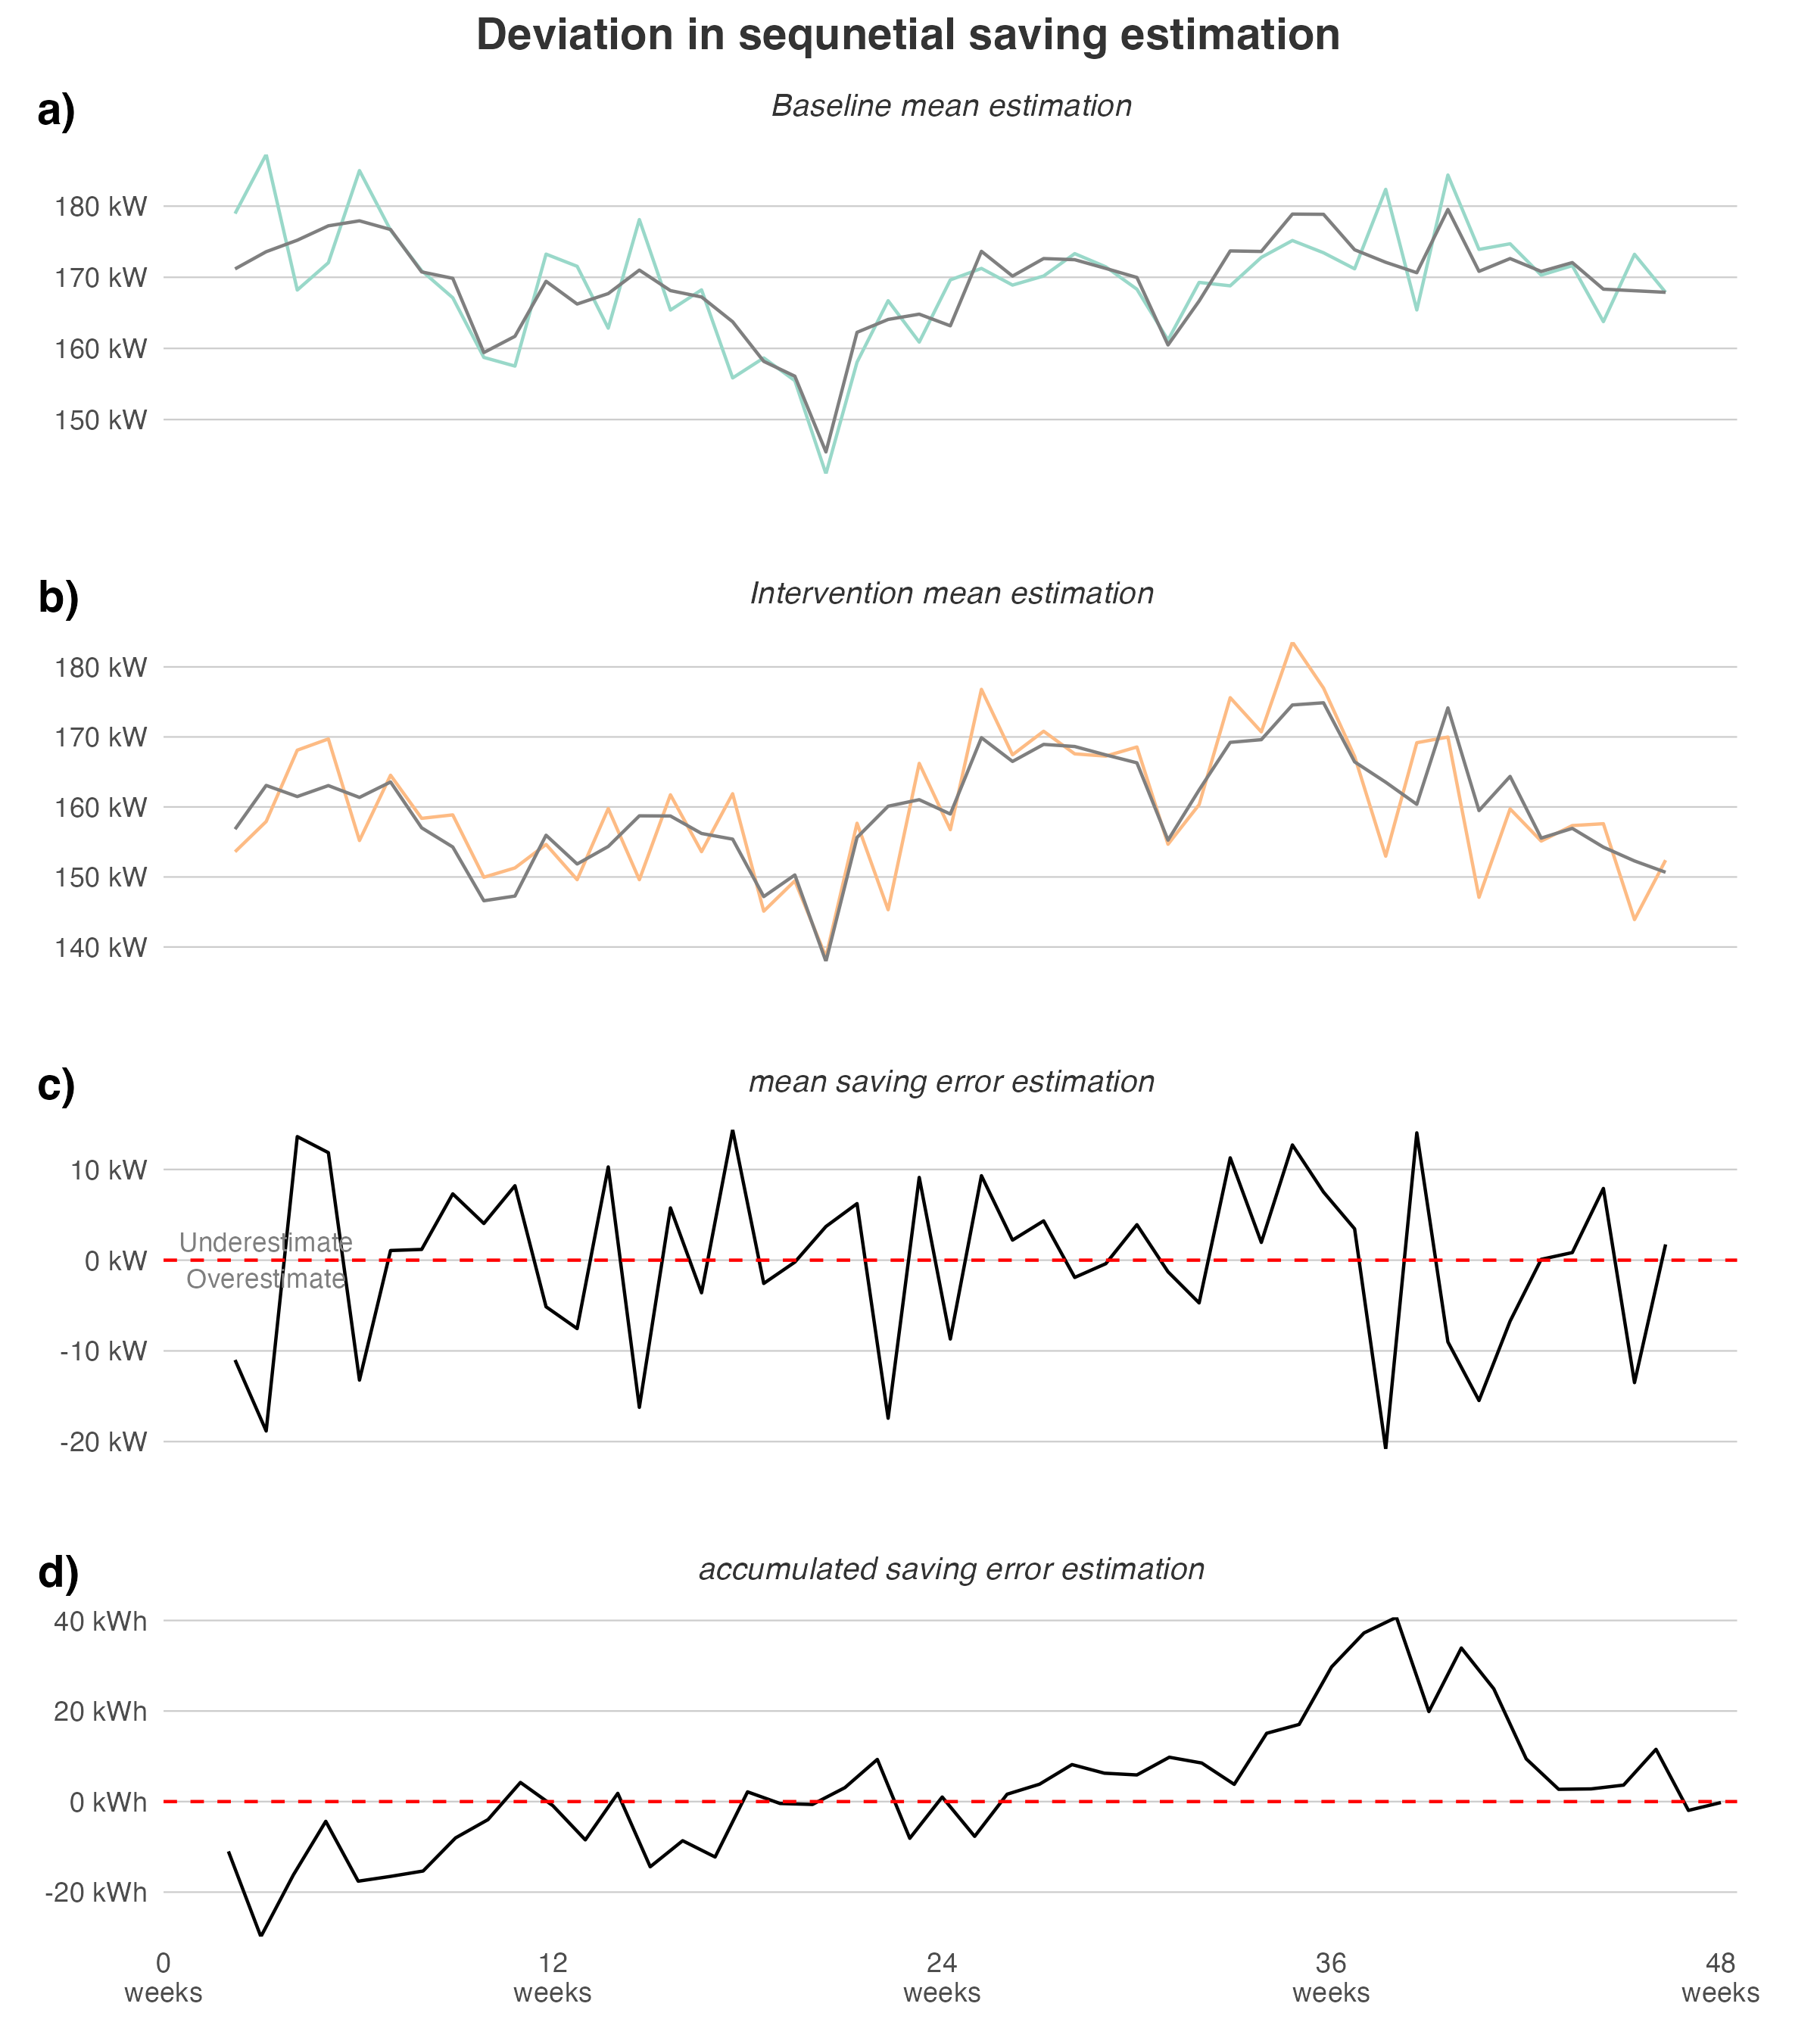 Deviation in sequnetial saving estimation
a)
Baseline mean estimation
180 kW
170 kW
160 kW
150 kW
b)
Intervention mean estimation
180 kW
170 kW
160 kW
150 kW
140 kW
c)
mean saving error estimation
10 kW
Underestimate
0 kW
Overestimate
-10 kW
-20 kW
d)
accumulated saving error estimation
40 kWh
20 kWh
0 kWh
-20 kWh
0 12 24 36 48
weeks weeks weeks weeks weeks